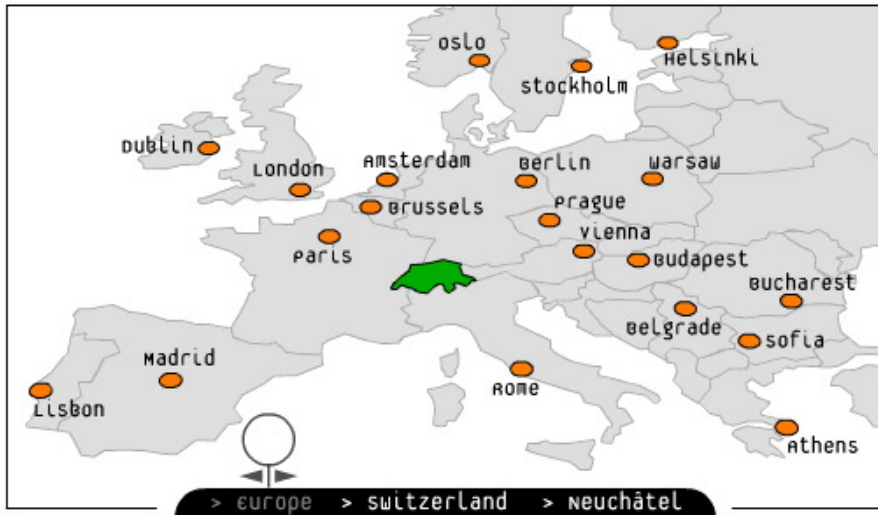 Oslo
Helsinki
Stockholm
Dublin
London
Amsterdam
Berlin
Warsaw
Brussels
Prague
Vienna
Paris
Budapest
Bucharest
Belgrade
Sofia
Madrid
Rome
Lisbon
Athens
> Europe > Switzerland > Neuchâtel